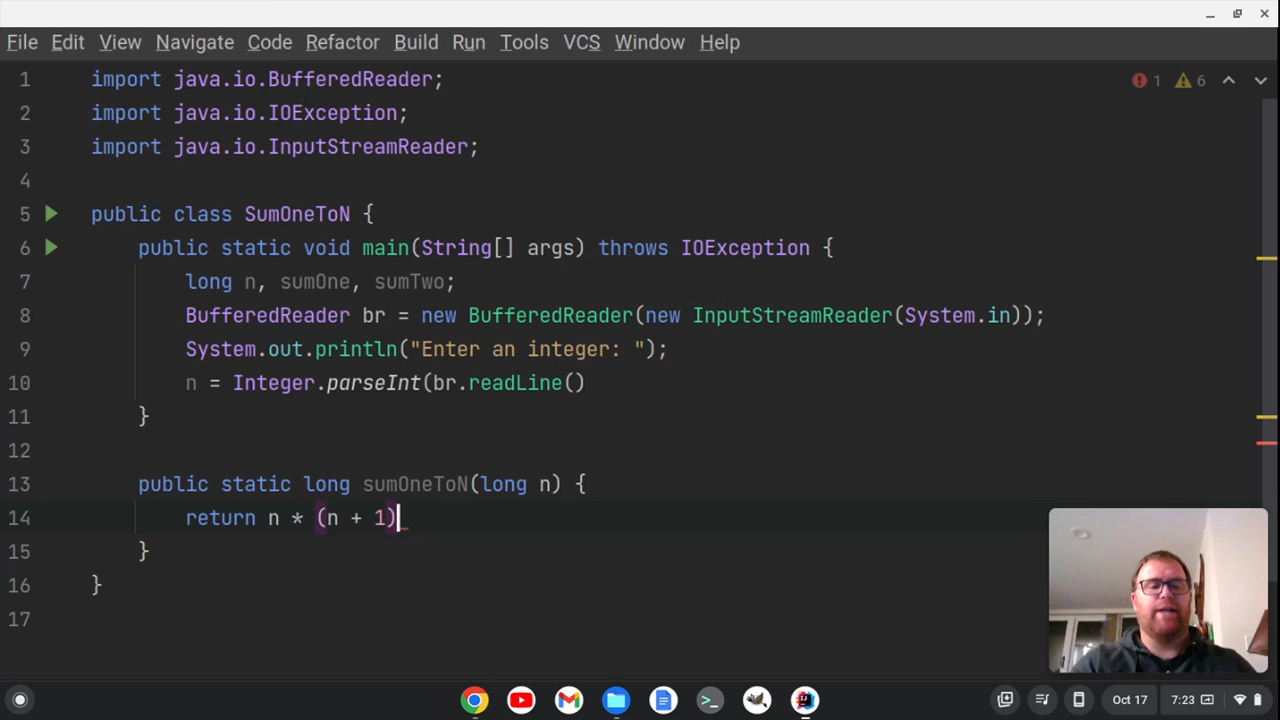 File Edit View Navigate Code Refactor Build Run Tools VCS Window Help
1 import java.io.BufferedReader; 1 6
2 import java.io.IOException;
3 import java.io.InputStreamReader;
4
5 public class SumOneToN {
6 public static void main(String[] args) throws IOException {
7 long n, sumOne, sumTwo;
8 BufferedReader br = new BufferedReader(new InputStreamReader(System.in));
9 System.out.println("Enter an integer: ");
10 n = Integer.parseInt(br.readLine()
11 }
12
13 public static long sumOneToN(long n) {
14 return n * (n + 1)
15 }
16 }
17
Oct 17 7:23